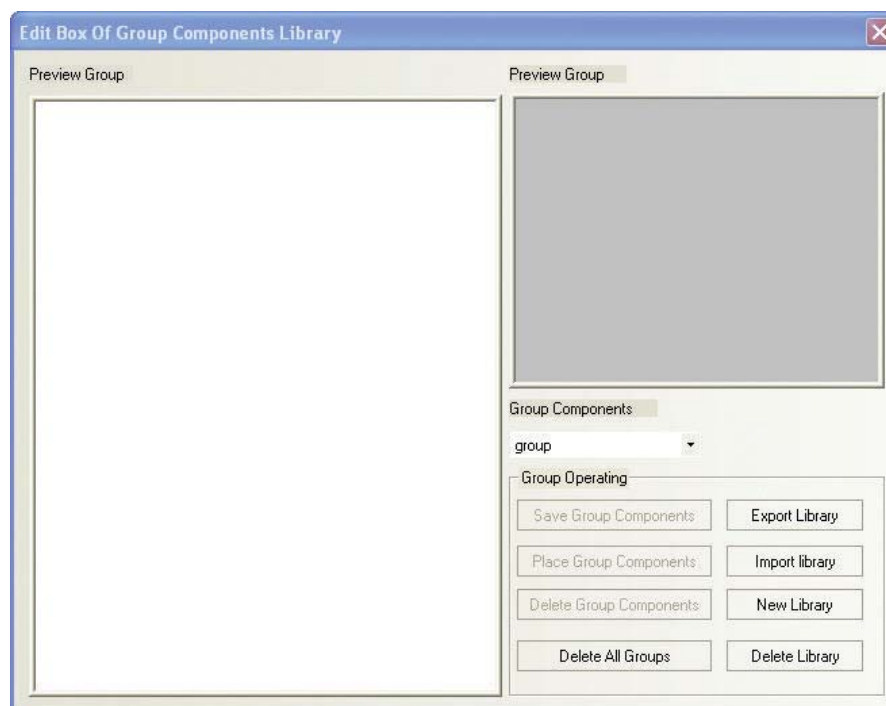 Edit Box Of Group Components Library
Preview Group
Preview Group
Group Components
group
Group Operating
Save Group Components
Export Library
Place Group Components
Import library
Delete Group Components
New Library
Delete All Groups
Delete Library